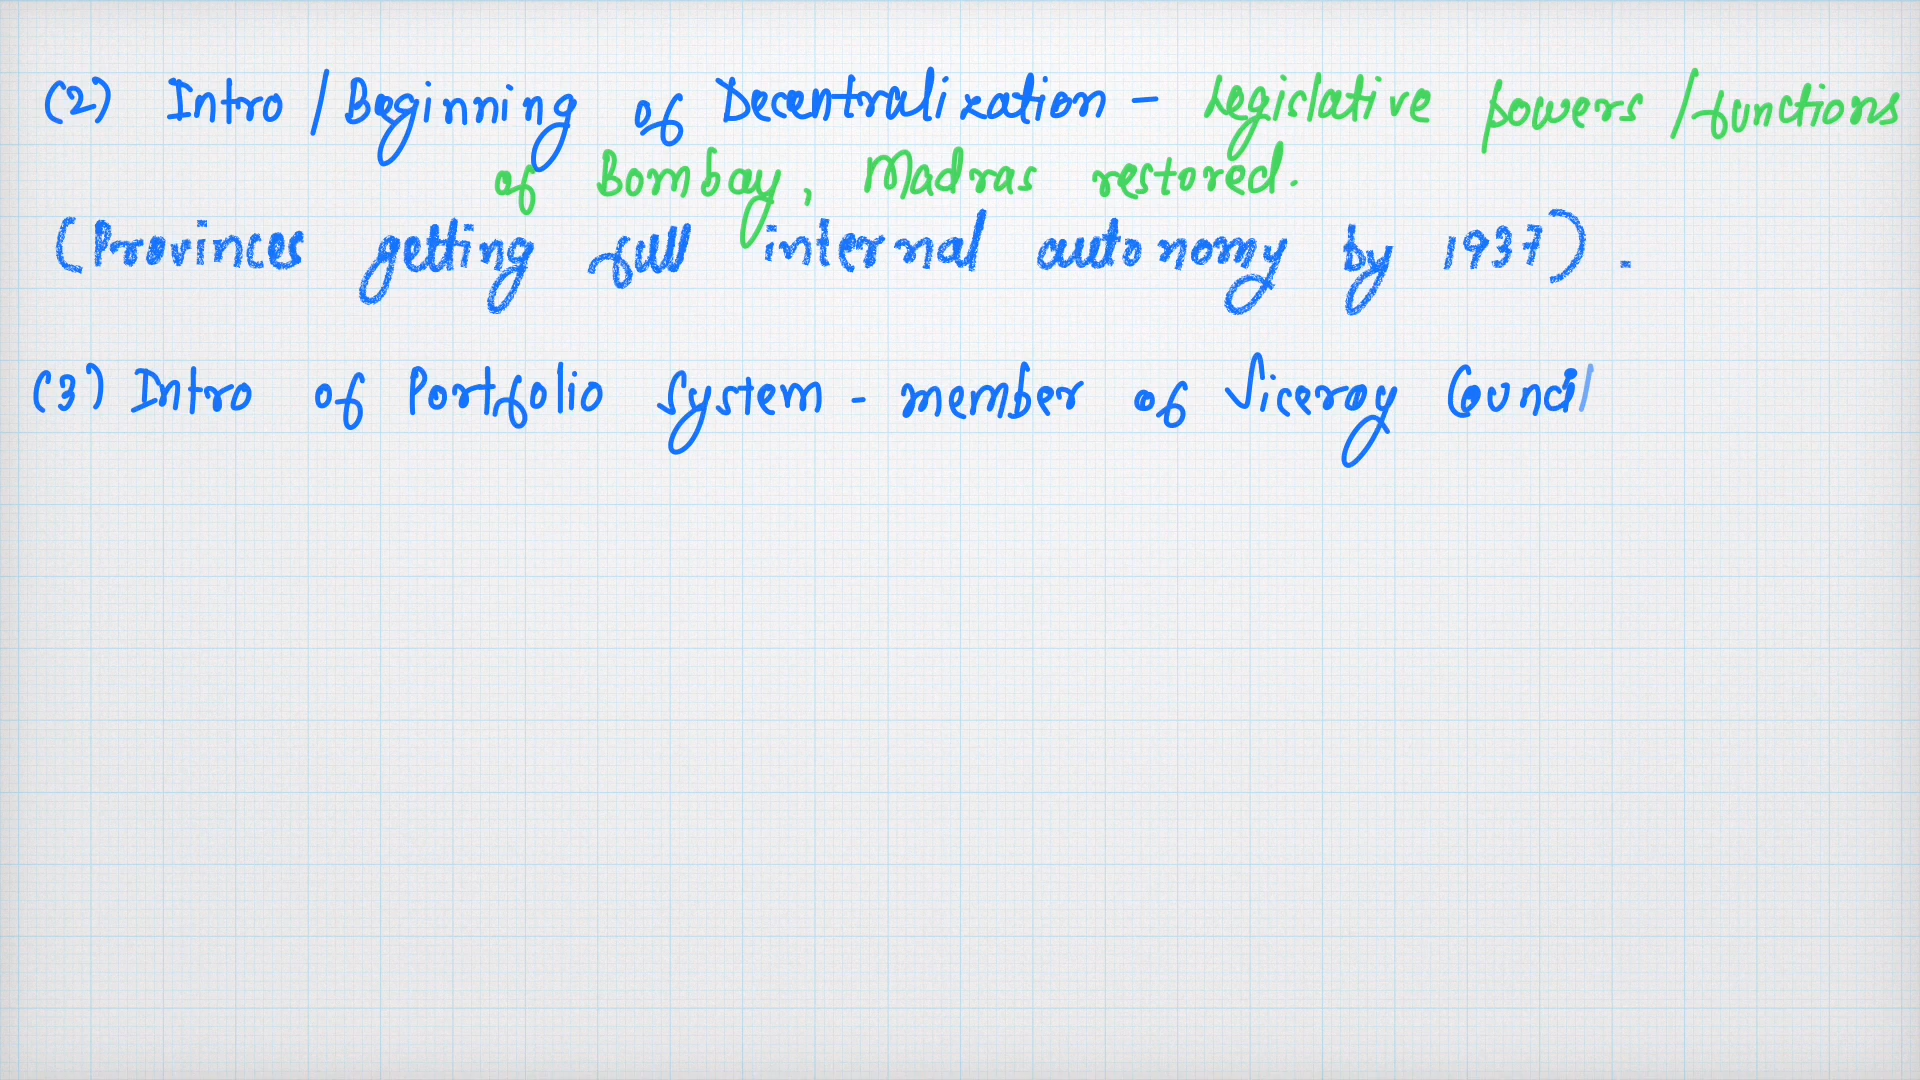 (2) Intro / Beginning of Decentralization - Legislative powers / functions
of Bombay, Madras restored.
(Provinces getting full internal autonomy by 1937).
(3) Intro of Portfolio System - member of Viceroy Council